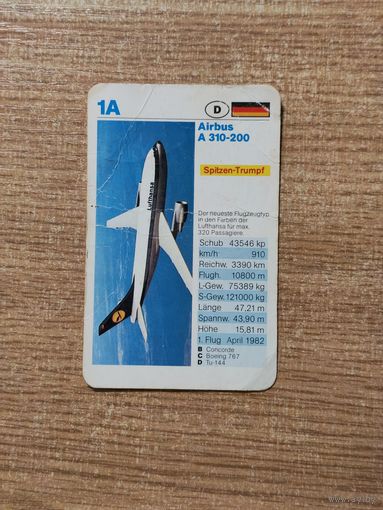 1A
D
Airbus
A 310-200
Spitzen-Trumpf
Lufthansa
Der neueste Flugzeugtyp
in den Farben der
Lufthansa für max.
320 Passagiere.
Schub 43546 kp
km/h 910
Reichw. 3390 km
Flugh. 10800 m
L-Gew. 75389 kg
S-Gew. 121000 kg
Länge 47,21 m
Spannw. 43,90 m
Höhe 15,81 m
1. Flug April 1982
B Concorde
C Boeing 767
D Tu-144